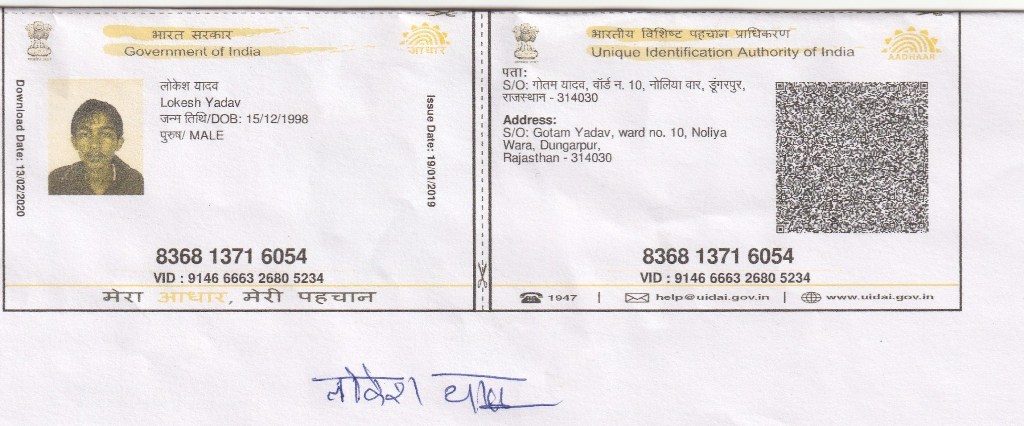 भारत सरकार
Government of India
आधार
Download Date: 13/02/2020
लोकेश यादव
Lokesh Yadav
जन्म तिथि/DOB: 15/12/1998
पुरुष/ MALE
Issue Date: 19/01/2019
8368 1371 6054
VID : 9146 6663 2680 5234
मेरा आधार, मेरी पहचान
भारतीय विशिष्ट पहचान प्राधिकरण
Unique Identification Authority of India
AADHAAR
पता:
S/O: गोतम यादव, वॉर्ड न. 10, नोलिया वार, डूंगरपुर,
राजस्थान - 314030
Address:
S/O: Gotam Yadav, ward no. 10, Noliya
Wara, Dungarpur,
Rajasthan - 314030
8368 1371 6054
VID : 9146 6663 2680 5234
1947 | help@uidai.gov.in | www.uidai.gov.in
लोकेश यादव